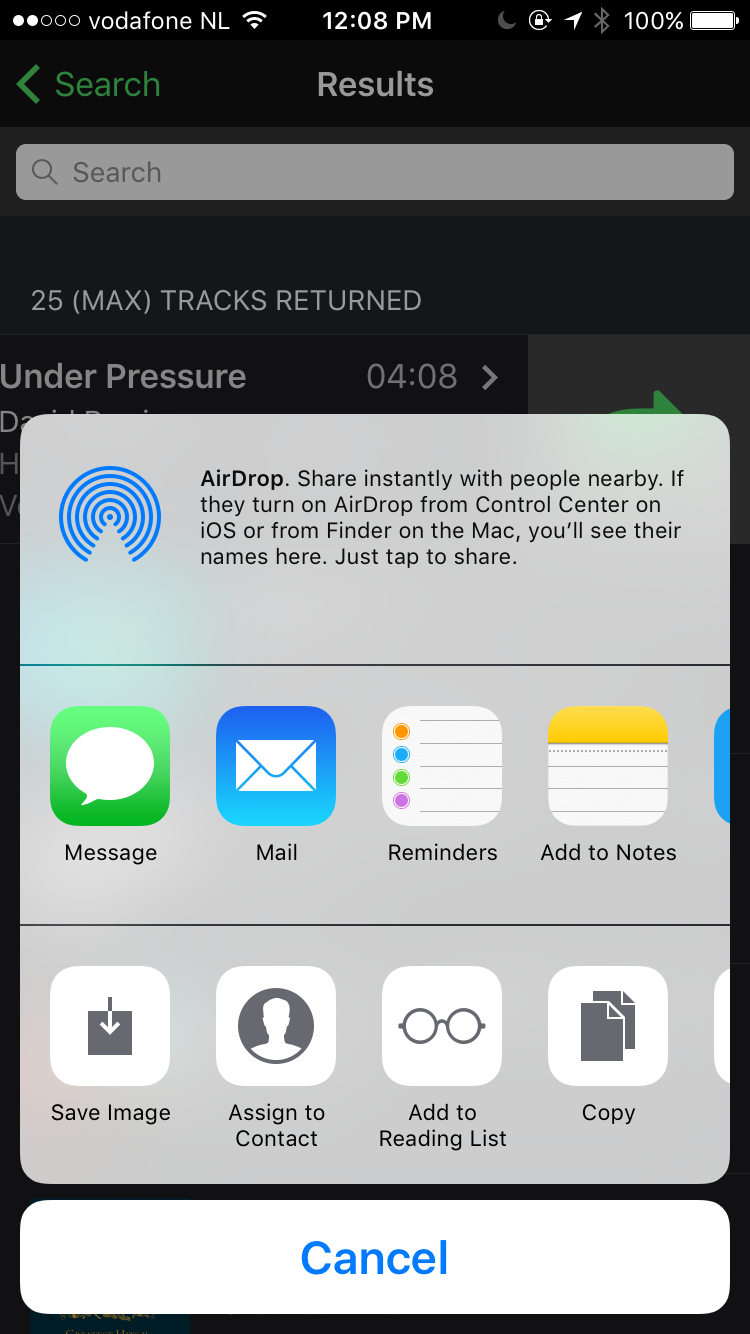 vodafone NL 12:08 PM 100%
Search Results
Search
25 (MAX) TRACKS RETURNED
Under Pressure 04:08
AirDrop. Share instantly with people nearby. If
they turn on AirDrop from Control Center on
iOS or from Finder on the Mac, you’ll see their
names here. Just tap to share.
Message Mail Reminders Add to Notes
Save Image Assign to Contact Add to Reading List Copy
Cancel